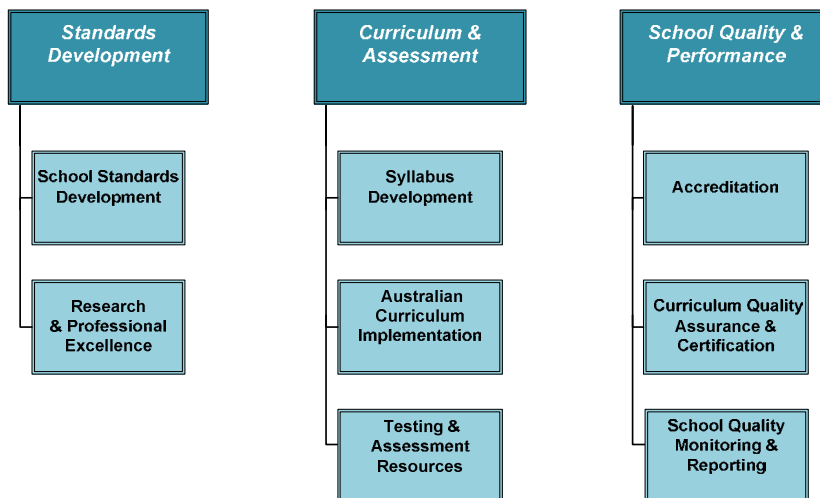 Standards
Development
School Standards
Development
Research
& Professional
Excellence
Curriculum &
Assessment
Syllabus
Development
Australian
Curriculum
Implementation
Testing &
Assessment
Resources
School Quality &
Performance
Accreditation
Curriculum Quality
Assurance &
Certification
School Quality
Monitoring &
Reporting